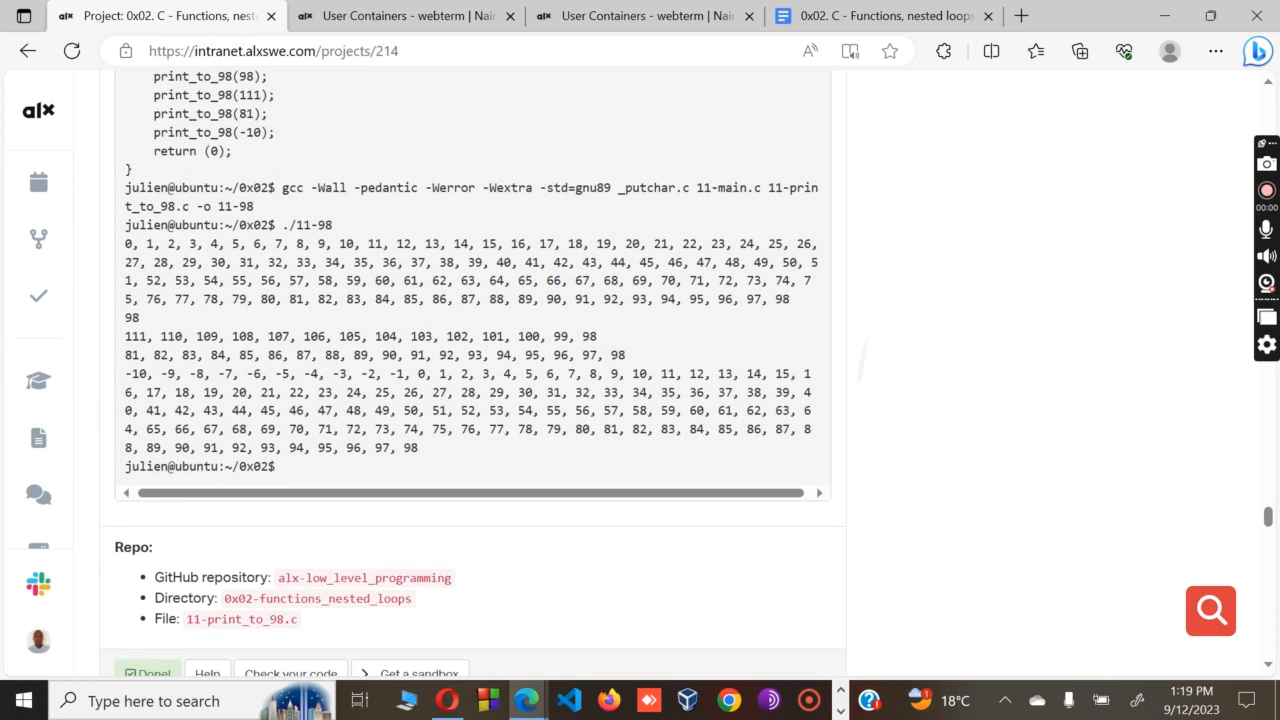 Project: 0x02. C - Functions, nest
User Containers - webterm | Nair
User Containers - webterm | Nair
0x02. C - Functions, nested loops
https://intranet.alxswe.com/projects/214
alx
print_to_98(98);
print_to_98(111);
print_to_98(81);
print_to_98(-10);
return (0);
}
julien@ubuntu:~/0x02$ gcc -Wall -pedantic -Werror -Wextra -std=gnu89 _putchar.c 11-main.c 11-prin
t_to_98.c -o 11-98
julien@ubuntu:~/0x02$ ./11-98
0, 1, 2, 3, 4, 5, 6, 7, 8, 9, 10, 11, 12, 13, 14, 15, 16, 17, 18, 19, 20, 21, 22, 23, 24, 25, 26,
27, 28, 29, 30, 31, 32, 33, 34, 35, 36, 37, 38, 39, 40, 41, 42, 43, 44, 45, 46, 47, 48, 49, 50, 5
1, 52, 53, 54, 55, 56, 57, 58, 59, 60, 61, 62, 63, 64, 65, 66, 67, 68, 69, 70, 71, 72, 73, 74, 7
5, 76, 77, 78, 79, 80, 81, 82, 83, 84, 85, 86, 87, 88, 89, 90, 91, 92, 93, 94, 95, 96, 97, 98
98
111, 110, 109, 108, 107, 106, 105, 104, 103, 102, 101, 100, 99, 98
81, 82, 83, 84, 85, 86, 87, 88, 89, 90, 91, 92, 93, 94, 95, 96, 97, 98
-10, -9, -8, -7, -6, -5, -4, -3, -2, -1, 0, 1, 2, 3, 4, 5, 6, 7, 8, 9, 10, 11, 12, 13, 14, 15, 1
6, 17, 18, 19, 20, 21, 22, 23, 24, 25, 26, 27, 28, 29, 30, 31, 32, 33, 34, 35, 36, 37, 38, 39, 4
0, 41, 42, 43, 44, 45, 46, 47, 48, 49, 50, 51, 52, 53, 54, 55, 56, 57, 58, 59, 60, 61, 62, 63, 6
4, 65, 66, 67, 68, 69, 70, 71, 72, 73, 74, 75, 76, 77, 78, 79, 80, 81, 82, 83, 84, 85, 86, 87, 8
8, 89, 90, 91, 92, 93, 94, 95, 96, 97, 98
julien@ubuntu:~/0x02$
00:00
Repo:
GitHub repository: alx-low_level_programming
Directory: 0x02-functions_nested_loops
File: 11-print_to_98.c
Done! Help Check your code Get a sandbox
Type here to search
1
18°C
1:19 PM
9/12/2023